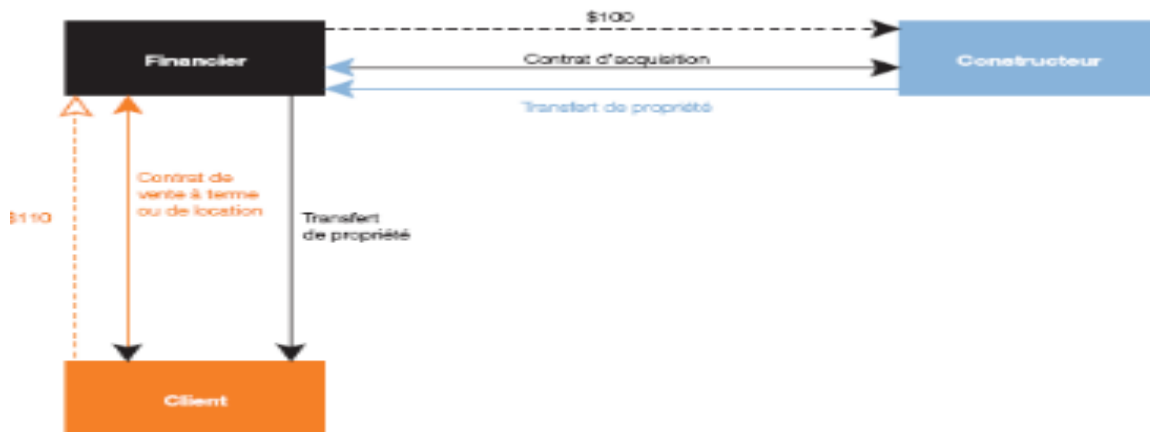 $100
Financier
Contrat d'acquisition
Constructeur
Transfert de propriété
Contrat de
vente à terme
ou de location
$110
Transfert
de propriété
Client